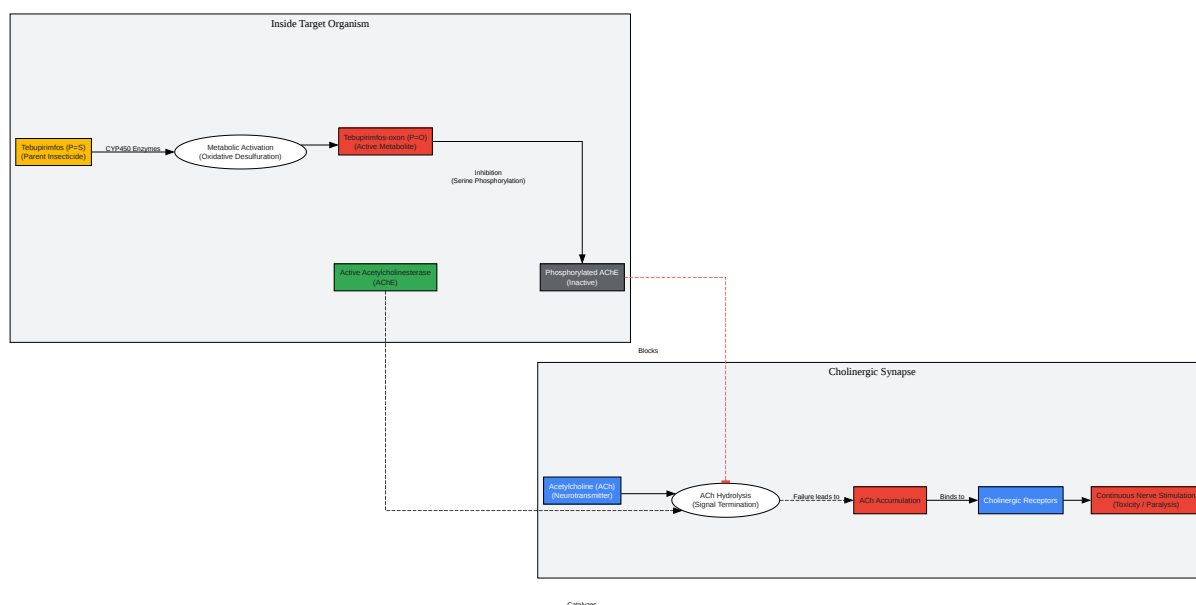 Inside Target Organism
Tebupirimfos (P=S)
(Parent Insecticide)
CYP450 Enzymes
Metabolic Activation
(Oxidative Desulfuration)
Tebupirimfos-oxon (P=O)
(Active Metabolite)
Inhibition
(Serine Phosphorylation)
Active Acetylcholinesterase
(AChE)
Phosphorylated AChE
(Inactive)
Blocks
Cholinergic Synapse
Acetylcholine (ACh)
(Neurotransmitter)
ACh Hydrolysis
(Signal Termination)
Failure leads to
ACh Accumulation
Binds to
Cholinergic Receptors
Continuous Nerve Stimulation
(Toxicity / Paralysis)
Catalyzes